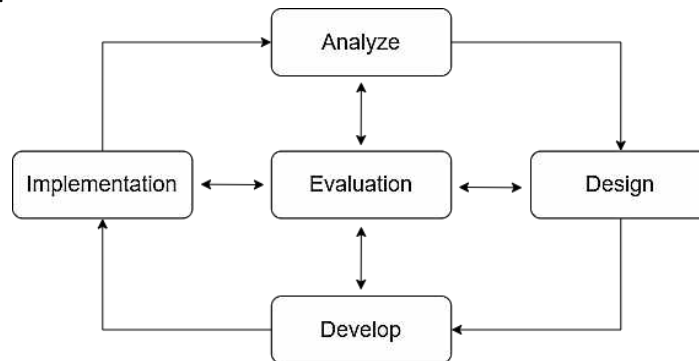 Analyze
Implementation
Evaluation
Design
Develop